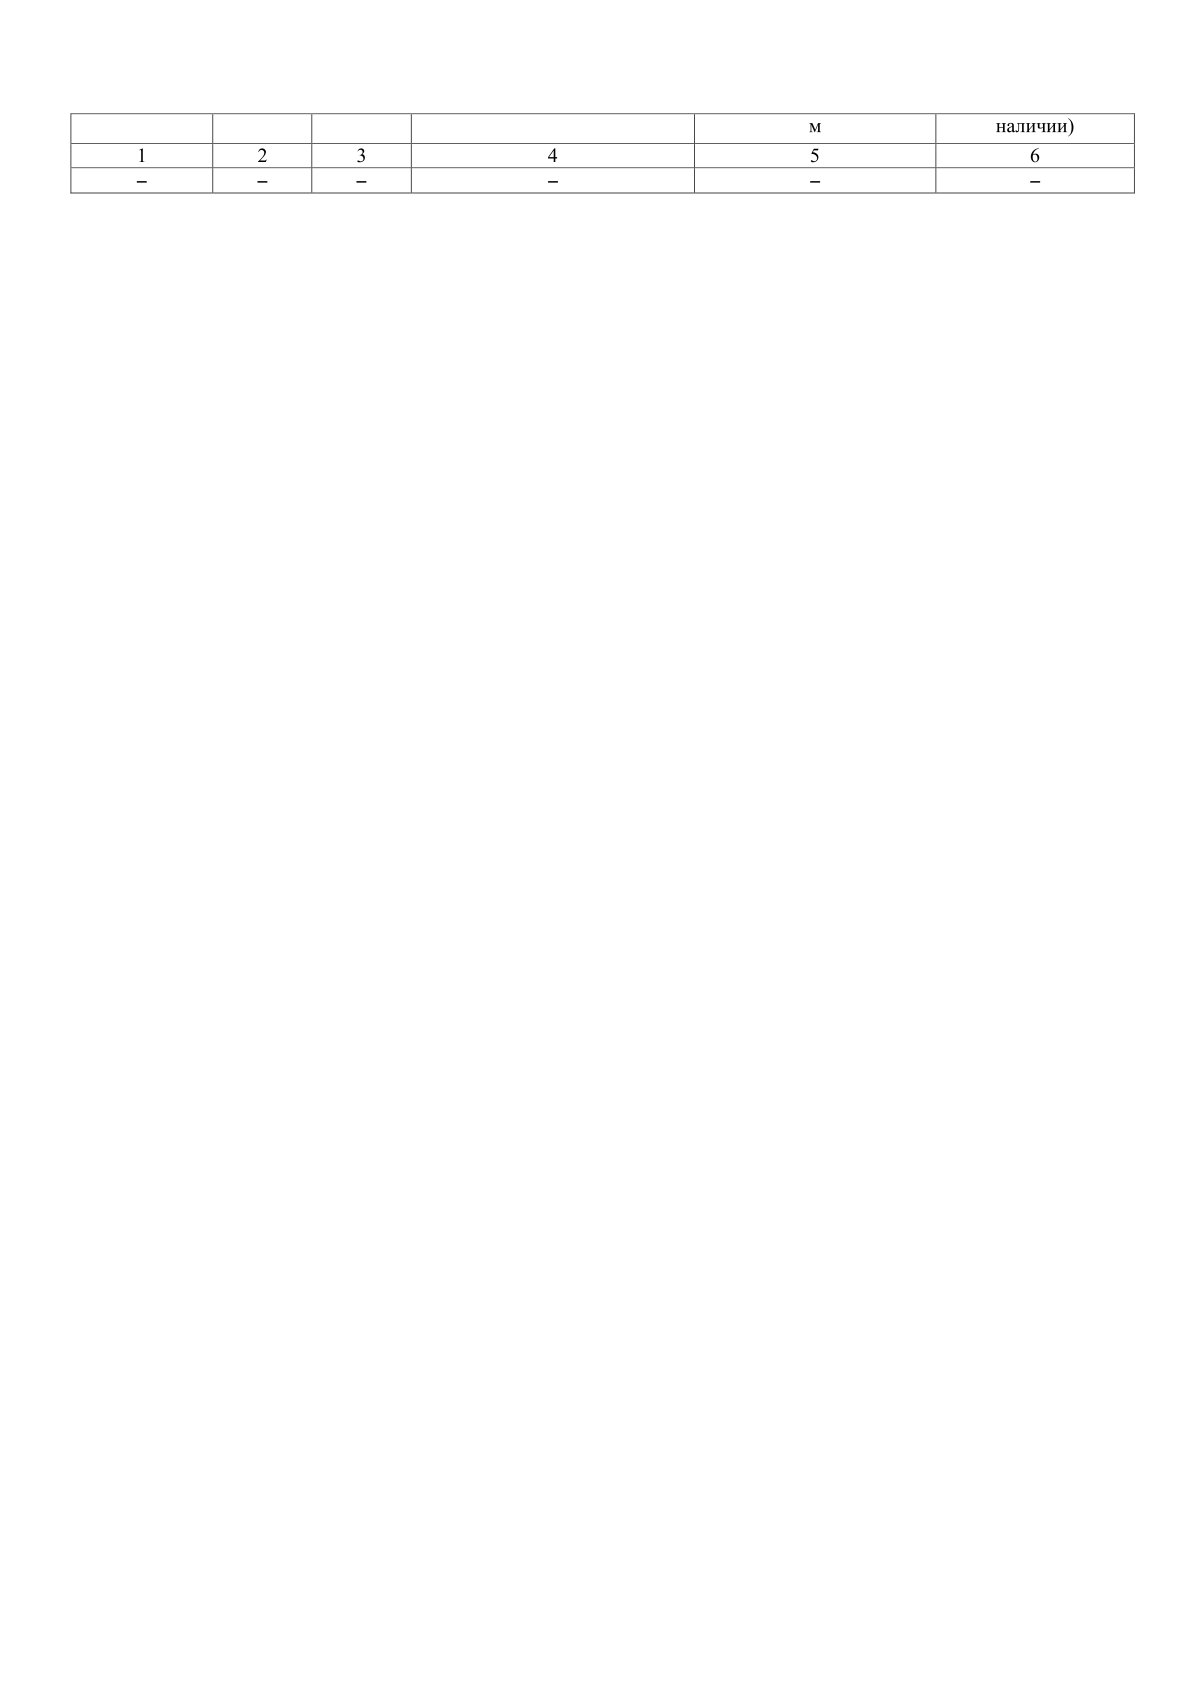 м наличии)
1 2 3 4 5 6
– – – – – –